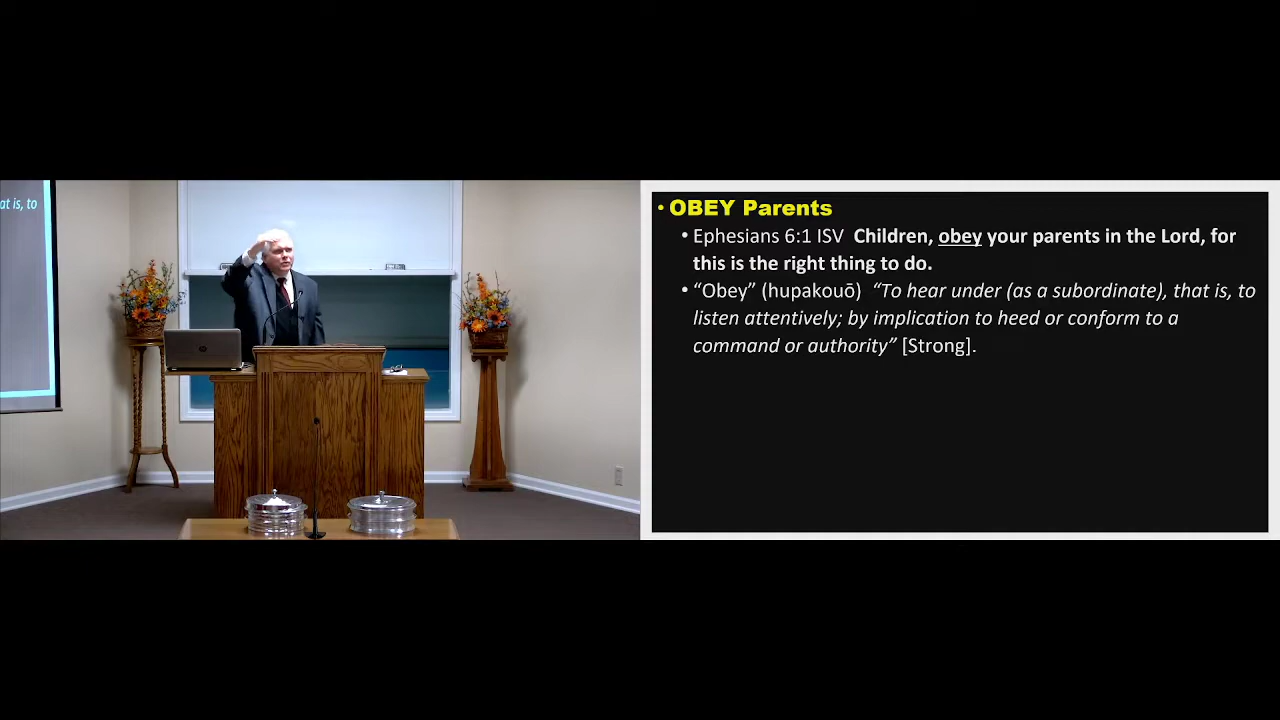 at is, to
• OBEY Parents
• Ephesians 6:1 ISV Children, obey your parents in the Lord, for
this is the right thing to do.
• “Obey” (hupakouō) “To hear under (as a subordinate), that is, to
listen attentively; by implication to heed or conform to a
command or authority” [Strong].